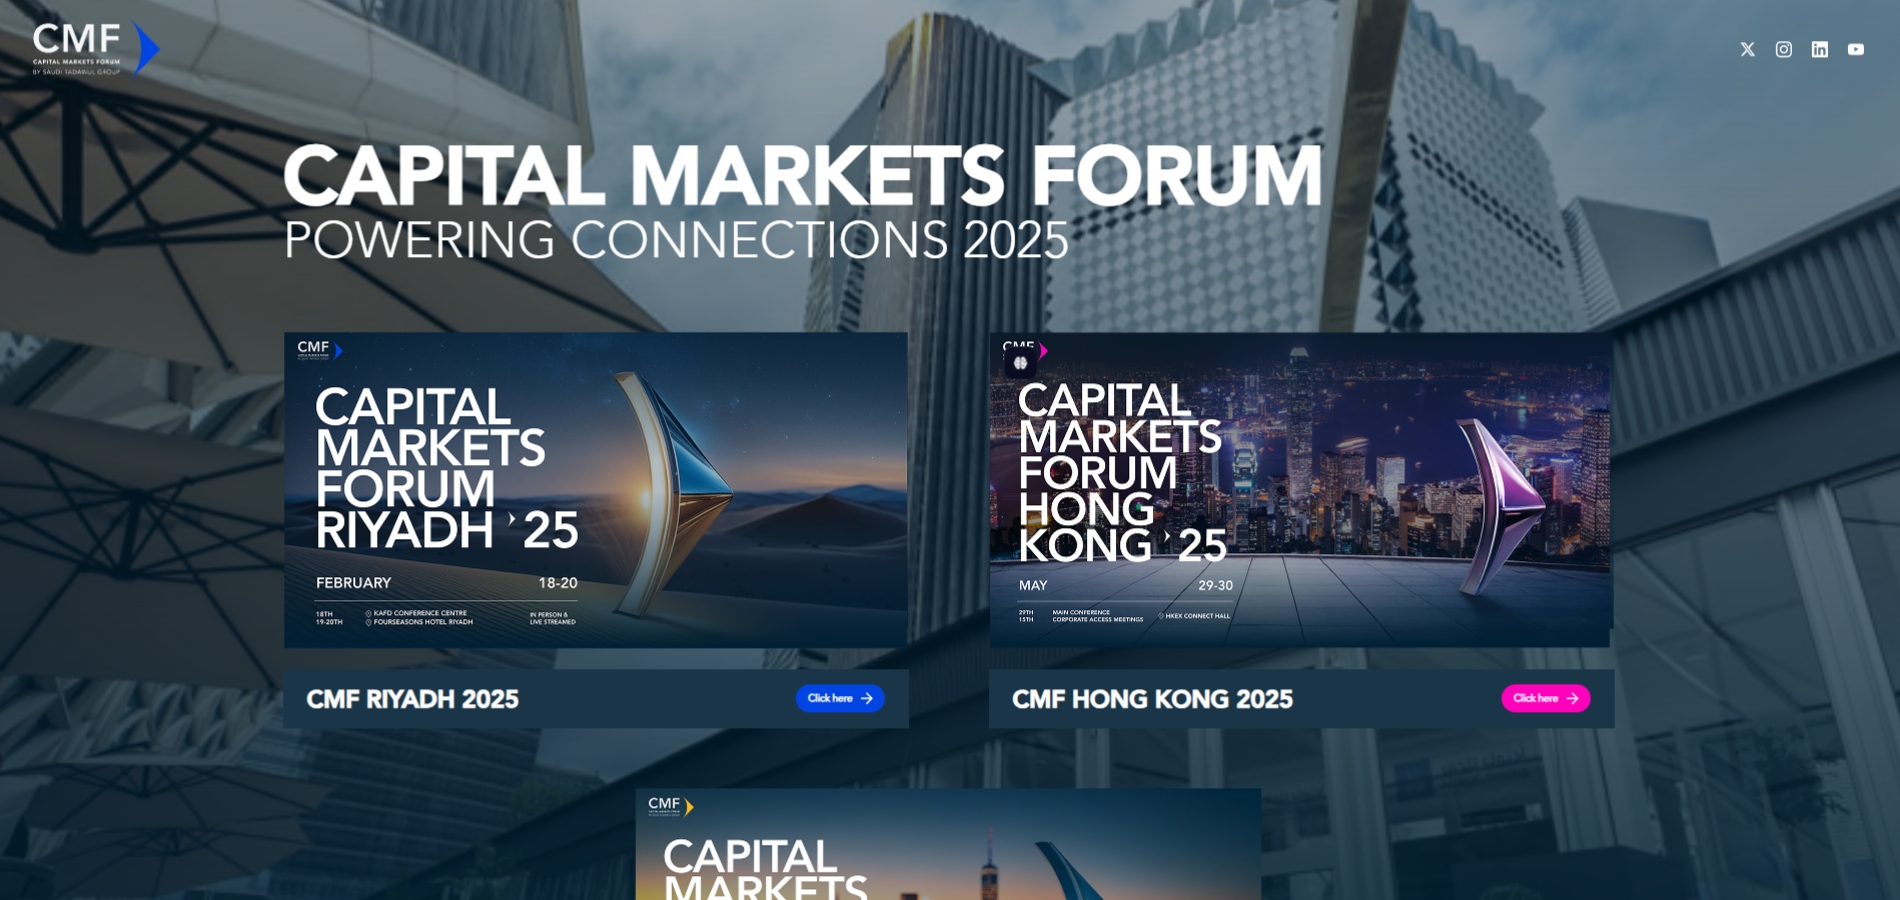 CMF
CAPITAL MARKETS FORUM
BY SAUDI TADAWUL GROUP
CAPITAL MARKETS FORUM
POWERING CONNECTIONS 2025
CMF
CAPITAL
MARKETS
FORUM
RIYADH '25
FEBRUARY 18-20
18TH KAFD CONFERENCE CENTRE IN PERSON &
19-20TH FOURSEASONS HOTEL RIYADH LIVE STREAMED
CMF RIYADH 2025
Click here →
CMF
CAPITAL
MARKETS
FORUM
HONG
KONG '25
MAY 29-30
29TH MAIN CONFERENCE HKEX CONNECT HALL
15TH CORPORATE ACCESS MEETINGS
CMF HONG KONG 2025
Click here →
CMF
CAPITAL
MARKETS